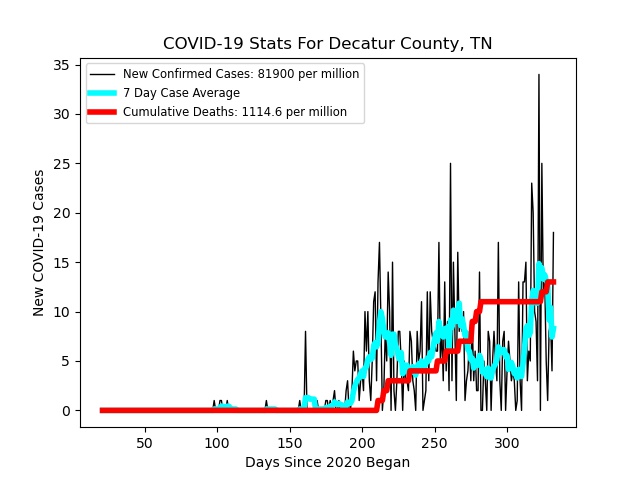 COVID-19 Stats For Decatur County, TN
New Confirmed Cases: 81900 per million
7 Day Case Average
Cumulative Deaths: 1114.6 per million
New COVID-19 Cases
35
30
25
20
15
10
5
0
50 100 150 200 250 300
Days Since 2020 Began